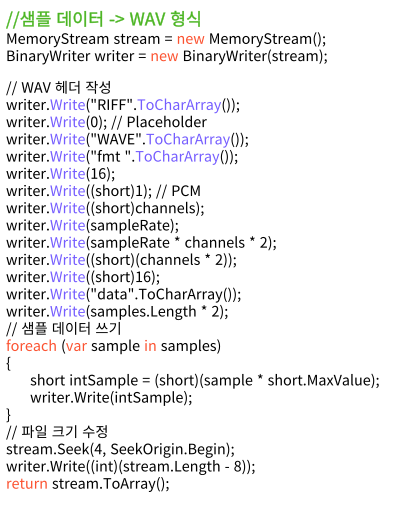 //샘플 데이터 -> WAV 형식
MemoryStream stream = new MemoryStream();
BinaryWriter writer = new BinaryWriter(stream);
// WAV 헤더 작성
writer.Write("RIFF".ToCharArray());
writer.Write(0); // Placeholder
writer.Write("WAVE".ToCharArray());
writer.Write("fmt ".ToCharArray());
writer.Write(16);
writer.Write((short)1); // PCM
writer.Write((short)channels);
writer.Write(sampleRate);
writer.Write(sampleRate * channels * 2);
writer.Write((short)(channels * 2));
writer.Write((short)16);
writer.Write("data".ToCharArray());
writer.Write(samples.Length * 2);
// 샘플 데이터 쓰기
foreach (var sample in samples)
{
short intSample = (short)(sample * short.MaxValue);
writer.Write(intSample);
}
// 파일 크기 수정
stream.Seek(4, SeekOrigin.Begin);
writer.Write((int)(stream.Length - 8));
return stream.ToArray();